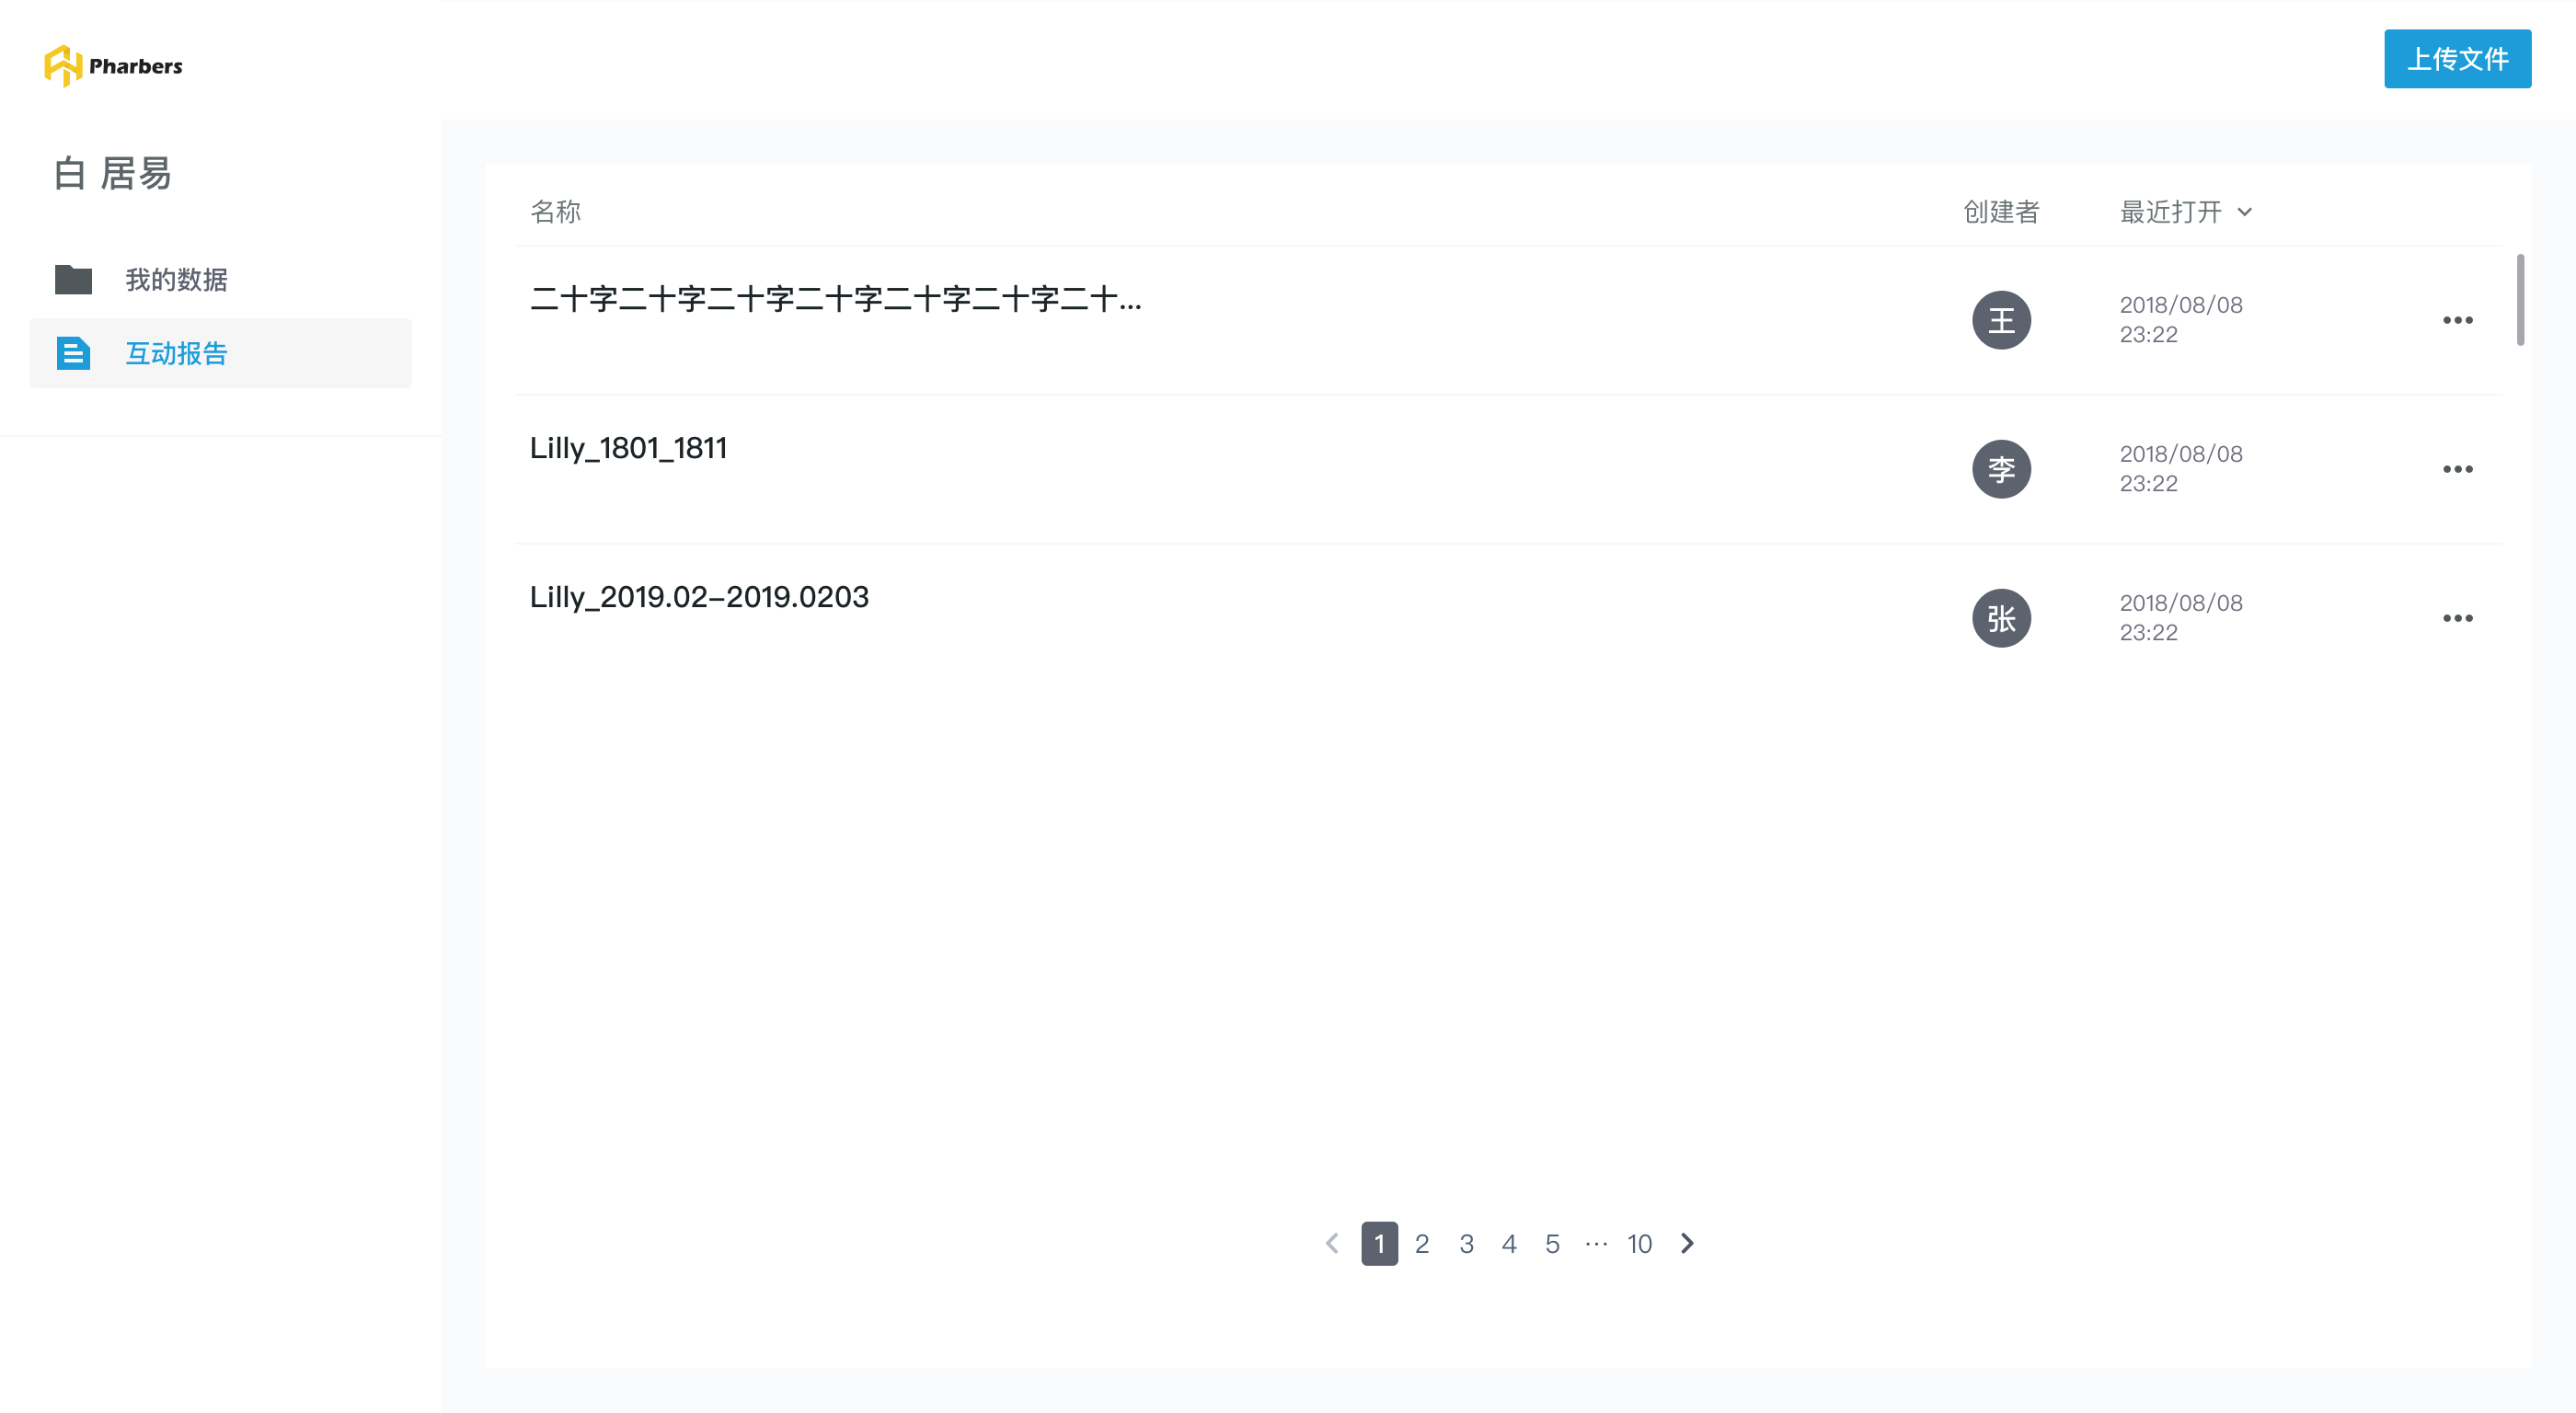 Pharbers
上传文件
白 居易
我的数据
互动报告
名称 创建者 最近打开
二十字二十字二十字二十字二十字二十字二十...
王
2018/08/08
23:22
Lilly_1801_1811
李
2018/08/08
23:22
Lilly_2019.02–2019.0203
张
2018/08/08
23:22
1 2 3 4 5 ··· 10